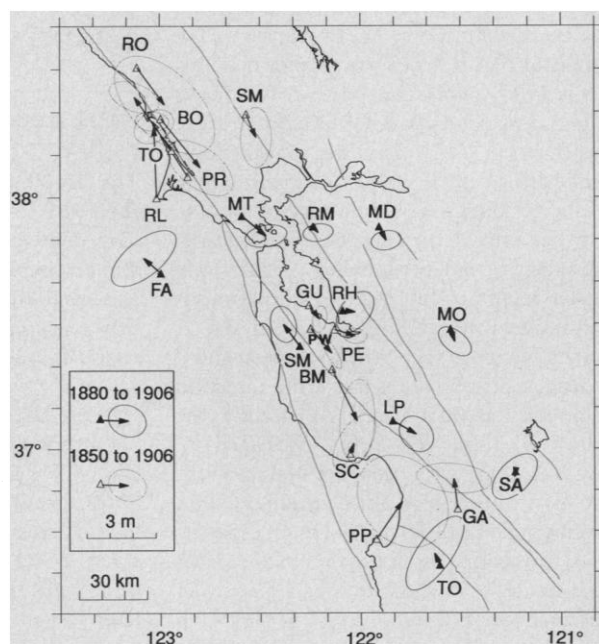 RO
SM
BO
TO
PR
38°
MT
RM
MD
RL
FA
GU
RH
MO
PW
SM
PE
BM
1880 to 1906
LP
37°
1850 to 1906
SC
SA
GA
3 m
PP
TO
30 km
123°
122°
121°